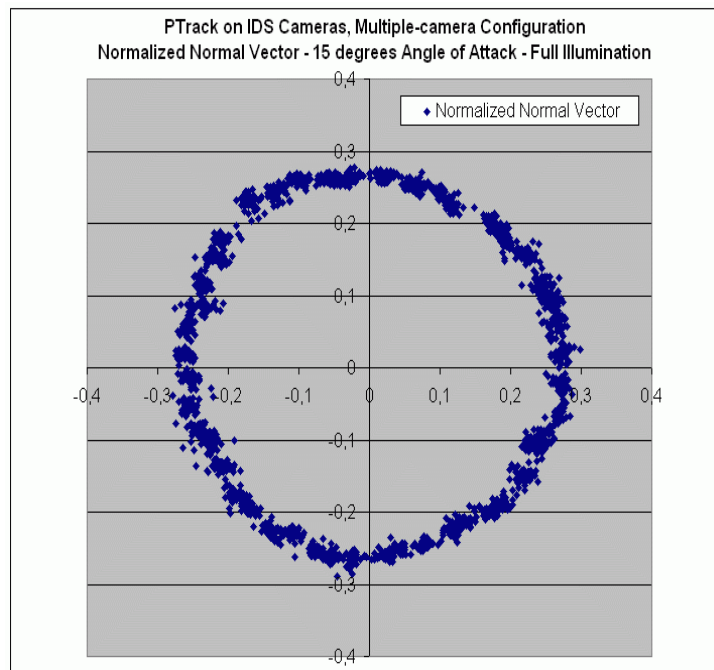 PTrack on IDS Cameras, Multiple-camera Configuration
Normalized Normal Vector - 15 degrees Angle of Attack - Full Illumination
Normalized Normal Vector
0,4
0,3
0,2
0,1
0
-0,4 -0,3 -0,2 -0,1 0 0,1 0,2 0,3 0,4
-0,1
-0,2
-0,3
-0,4